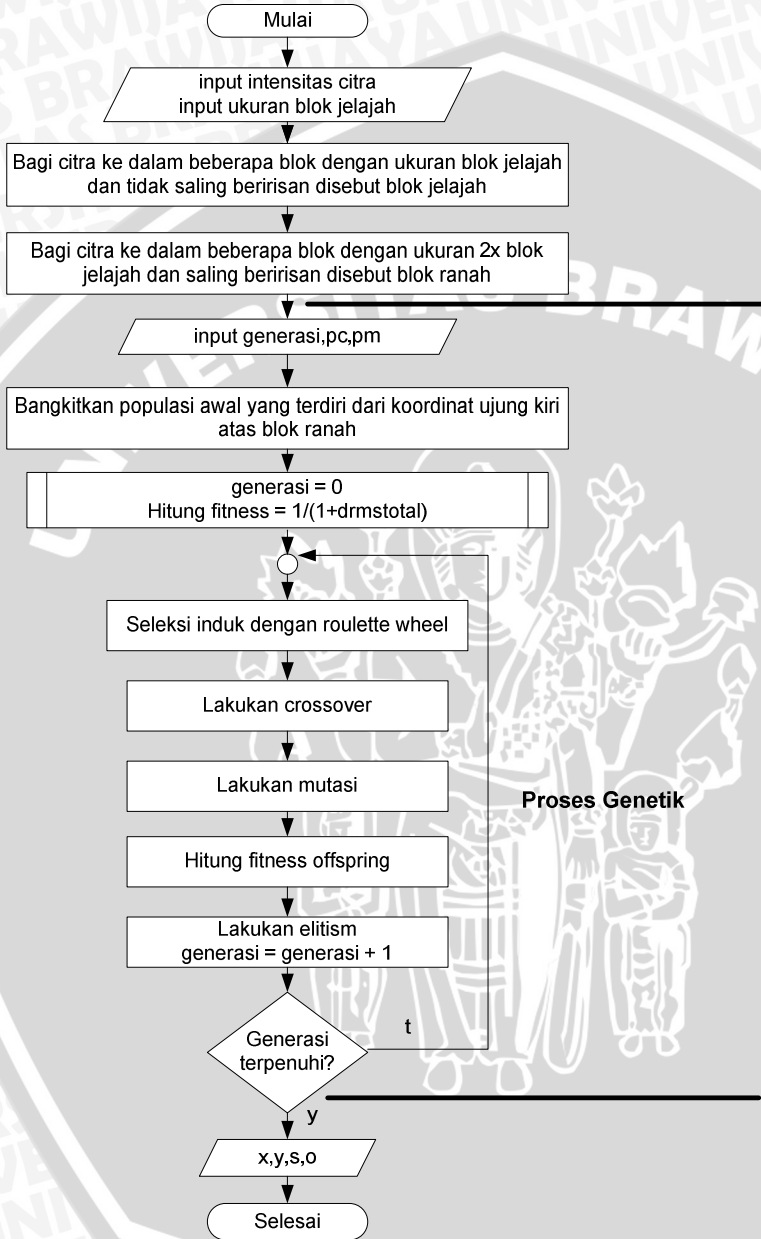 Mulai
input intensitas citra
input ukuran blok jelajah
Bagi citra ke dalam beberapa blok dengan ukuran blok jelajah
dan tidak saling beririsan disebut blok jelajah
Bagi citra ke dalam beberapa blok dengan ukuran 2x blok
jelajah dan saling beririsan disebut blok ranah
input generasi,pc,pm
Bangkitkan populasi awal yang terdiri dari koordinat ujung kiri
atas blok ranah
generasi = 0
Hitung fitness = 1/(1+drmstotal)
Seleksi induk dengan roulette wheel
Lakukan crossover
Lakukan mutasi
Proses Genetik
Hitung fitness offspring
Lakukan elitism
generasi = generasi + 1
Generasi
terpenuhi?
t
y
x,y,s,o
Selesai